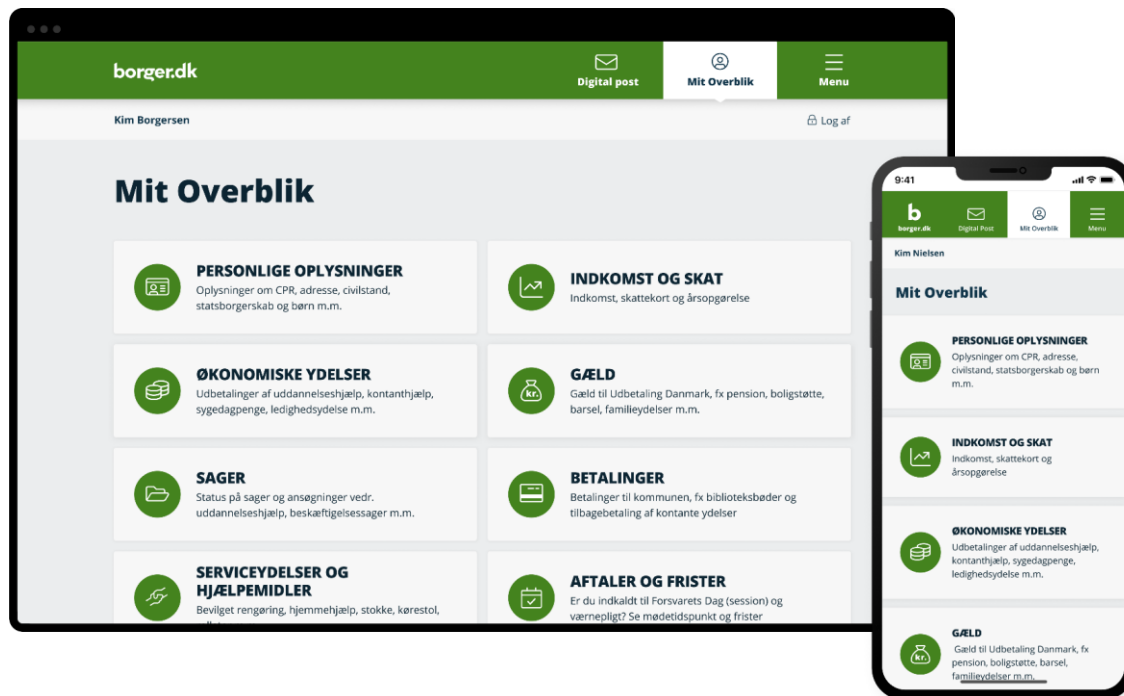 borger.dk
Digital post
Mit Overblik
Menu
Kim Borgersen
Log af
Mit Overblik
PERSONLIGE OPLYSNINGER
Oplysninger om CPR, adresse, civilstand,
statsborgerskab og børn m.m.
INDKOMST OG SKAT
Indkomst, skattekort og årsopgørelse
ØKONOMISKE YDELSER
Udbetalinger af uddannelseshjælp, kontanthjælp,
sygedagpenge, ledighedsydelse m.m.
kr.
GÆLD
Gæld til Udbetaling Danmark, fx pension, boligstøtte,
barsel, familieydelser m.m.
SAGER
Status på sager og ansøgninger vedr.
uddannelseshjælp, beskæftigelsessager m.m.
BETALINGER
Betalinger til kommunen, fx biblioteksbøder og
tilbagebetaling af kontante ydelser
SERVICEYDELSER OG
HJÆLPEMIDLER
Bevilget rengøring, hjemmehjælp, stokke, kørestol,
AFTALER OG FRISTER
Er du indkaldt til Forsvarets Dag (session) og
værnepligt? Se mødetidspunkt og frister
9:41
b
borger.dk
Digital Post
Mit Overblik
Menu
Kim Nielsen
Mit Overblik
PERSONLIGE OPLYSNINGER
Oplysninger om CPR, adresse,
civilstand, statsborgerskab og børn
m.m.
INDKOMST OG SKAT
Indkomst, skattekort og
årsopgørelse
ØKONOMISKE YDELSER
Udbetalinger af uddannelseshjælp,
kontanthjælp, sygedagpenge,
ledighedsydelse m.m.
kr.
GÆLD
Gæld til Udbetaling Danmark, fx
pension, boligstøtte, barsel,
familieydelser m.m.